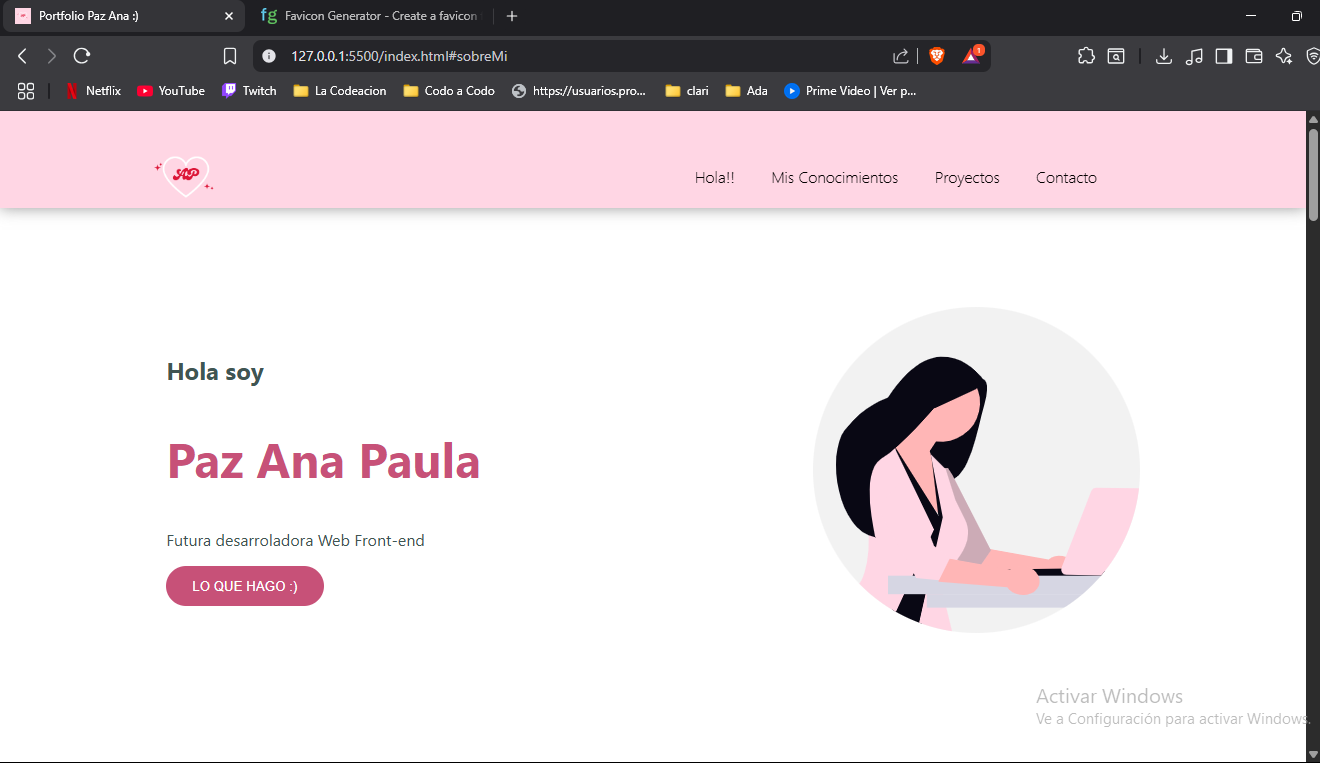 Portfolio Paz Ana :)
fg Favicon Generator - Create a favicon
127.0.0.1:5500/index.html#sobreMi
1
Netflix YouTube Twitch La Codeacion Codo a Codo https://usuarios.pro... clari Ada Prime Video | Ver p...
AP
Hola!! Mis Conocimientos Proyectos Contacto
Hola soy
Paz Ana Paula
Futura desarroladora Web Front-end
LO QUE HAGO :)
Activar Windows
Ve a Configuración para activar Windows.